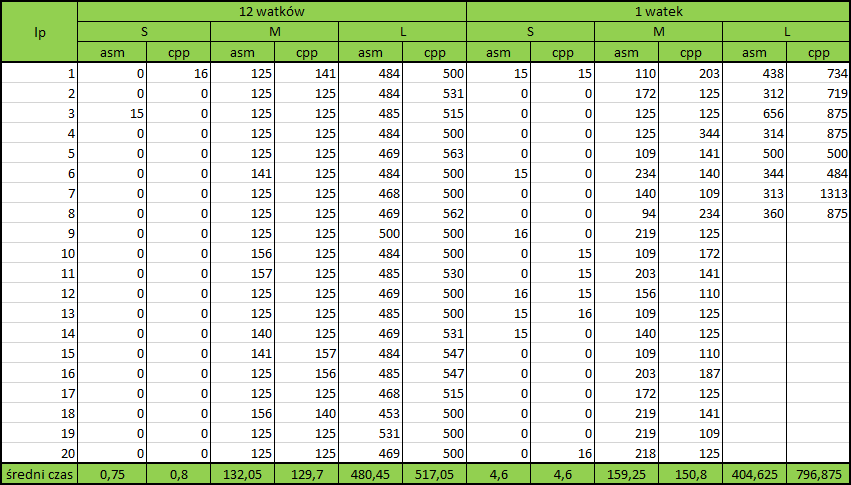 lp 12 watków 1 watek
S M L S M L
asm cpp asm cpp asm cpp asm cpp asm cpp asm cpp
1 0 16 125 141 484 500 15 15 110 203 438 734
2 0 0 125 125 484 531 0 0 172 125 312 719
3 15 0 125 125 485 515 0 0 125 125 656 875
4 0 0 125 125 484 500 0 0 125 344 314 875
5 0 0 125 125 469 563 0 0 109 141 500 500
6 0 0 141 125 484 500 15 0 234 140 344 484
7 0 0 125 125 468 500 0 0 140 109 313 1313
8 0 0 125 125 469 562 0 0 94 234 360 875
9 0 0 125 125 500 500 16 0 219 125
10 0 0 156 125 484 500 0 15 109 172
11 0 0 157 125 485 530 0 15 203 141
12 0 0 125 125 469 500 16 15 156 110
13 0 0 125 125 485 500 15 16 109 125
14 0 0 140 125 469 531 15 0 140 125
15 0 0 141 157 484 547 0 0 109 110
16 0 0 125 156 485 547 0 0 203 187
17 0 0 125 125 468 515 0 0 172 125
18 0 0 156 140 453 500 0 0 219 141
19 0 0 125 125 531 500 0 0 219 109
20 0 0 125 125 469 500 0 16 218 125
średni czas 0,75 0,8 132,05 129,7 480,45 517,05 4,6 4,6 159,25 150,8 404,625 796,875